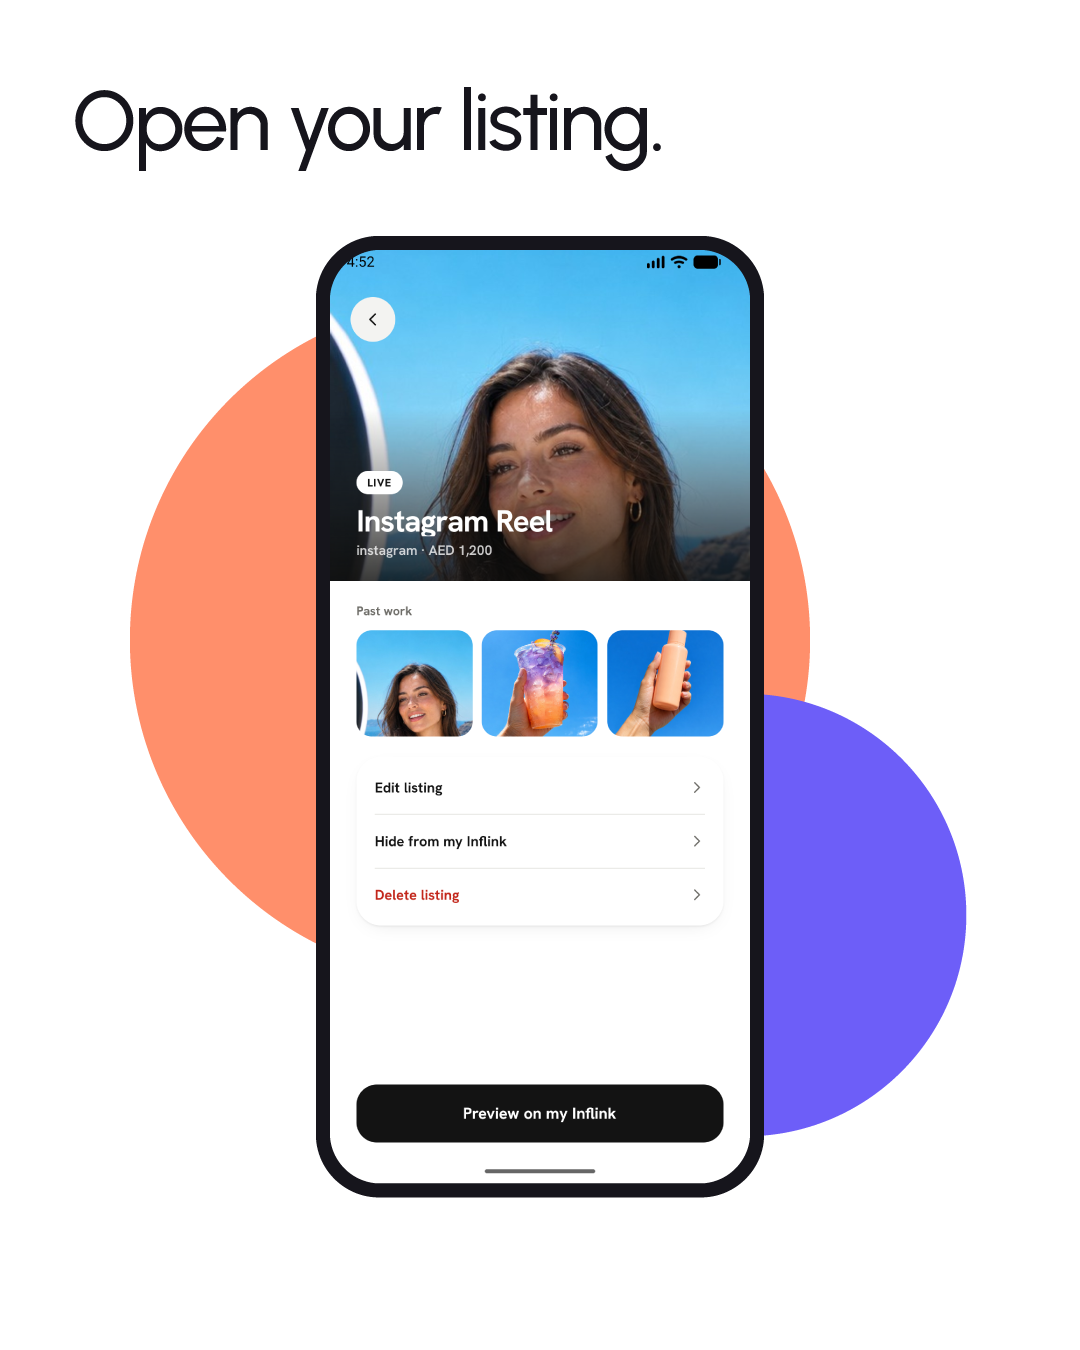 Open your listing.
4:52
LIVE
Instagram Reel
instagram · AED 1,200
Past work
Edit listing
Hide from my Inflink
Delete listing
Preview on my Inflink